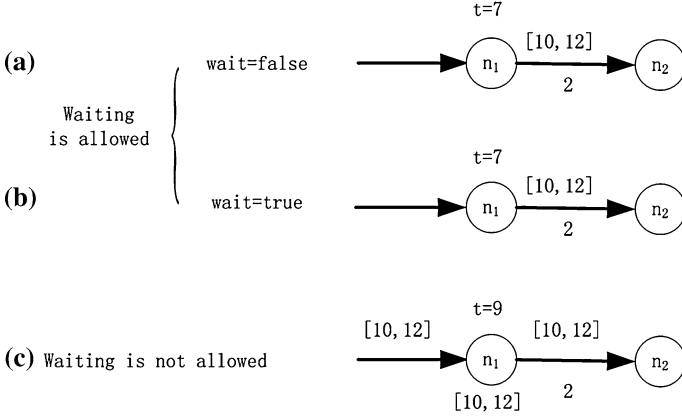 t=7
(a)
wait=false
n1
[10, 12]
2
n2
Waiting
is allowed
t=7
(b)
wait=true
n1
[10, 12]
2
n2
t=9
(c) Waiting is not allowed
[10, 12]
n1
[10, 12]
[10, 12]
2
n2